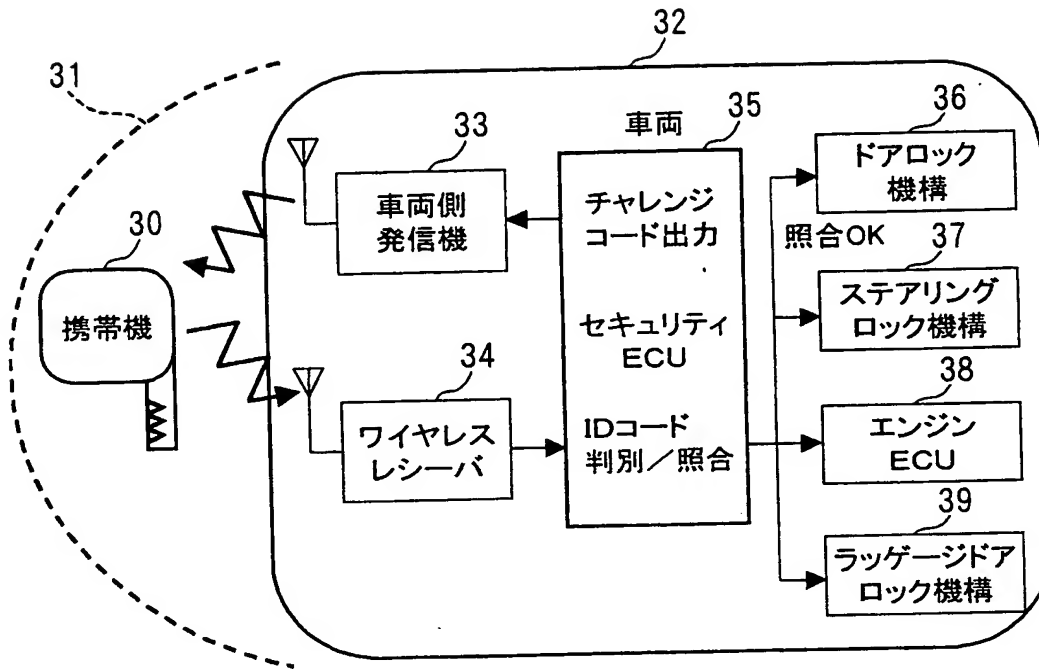 32
31
車両
33
35
36
車両側
発信機
チャレンジ
コード出力
ドアロック
機構
照合OK
30
携帯機
37
ステアリング
ロック機構
セキュリティ
ECU
34
ワイヤレス
レシーバ
IDコード
判別／照合
38
エンジン
ECU
39
ラッゲージドア
ロック機構